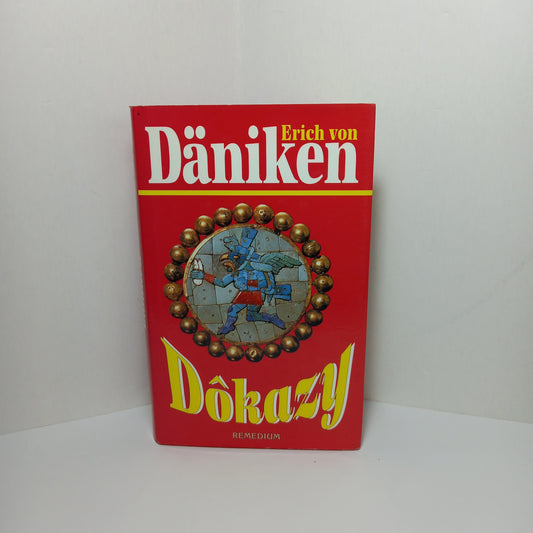 Erich von
Däniken
Dôkazy
REMEDIUM